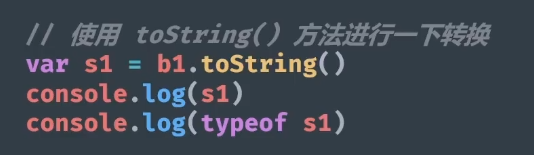 // 使用 toString() 方法进行一下转换
var s1 = b1.toString()
console.log(s1)
console.log(typeof s1)